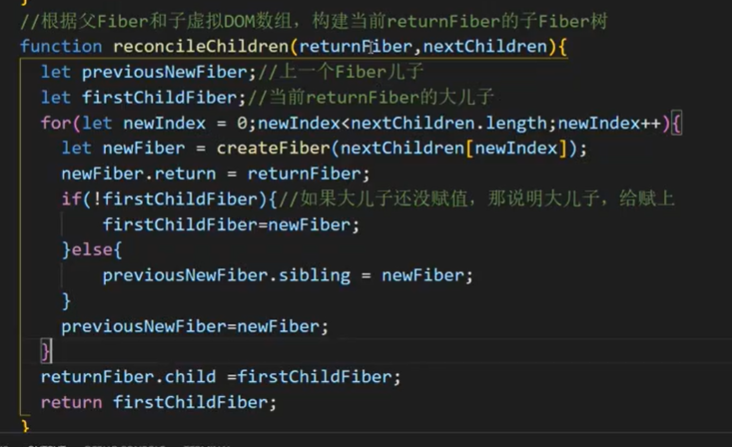 }
//根据父Fiber和子虚拟DOM数组，构建当前returnFiber的子Fiber树
function reconcileChildren(returnFiber,nextChildren){
let previousNewFiber;//上一个Fiber儿子
let firstChildFiber;//当前returnFiber的大儿子
for(let newIndex = 0;newIndex<nextChildren.length;newIndex++){
let newFiber = createFiber(nextChildren[newIndex]);
newFiber.return = returnFiber;
if(!firstChildFiber){//如果大儿子还没赋值，那说明大儿子，给赋上
firstChildFiber=newFiber;
}else{
previousNewFiber.sibling = newFiber;
}
previousNewFiber=newFiber;
}
returnFiber.child =firstChildFiber;
return firstChildFiber;
}